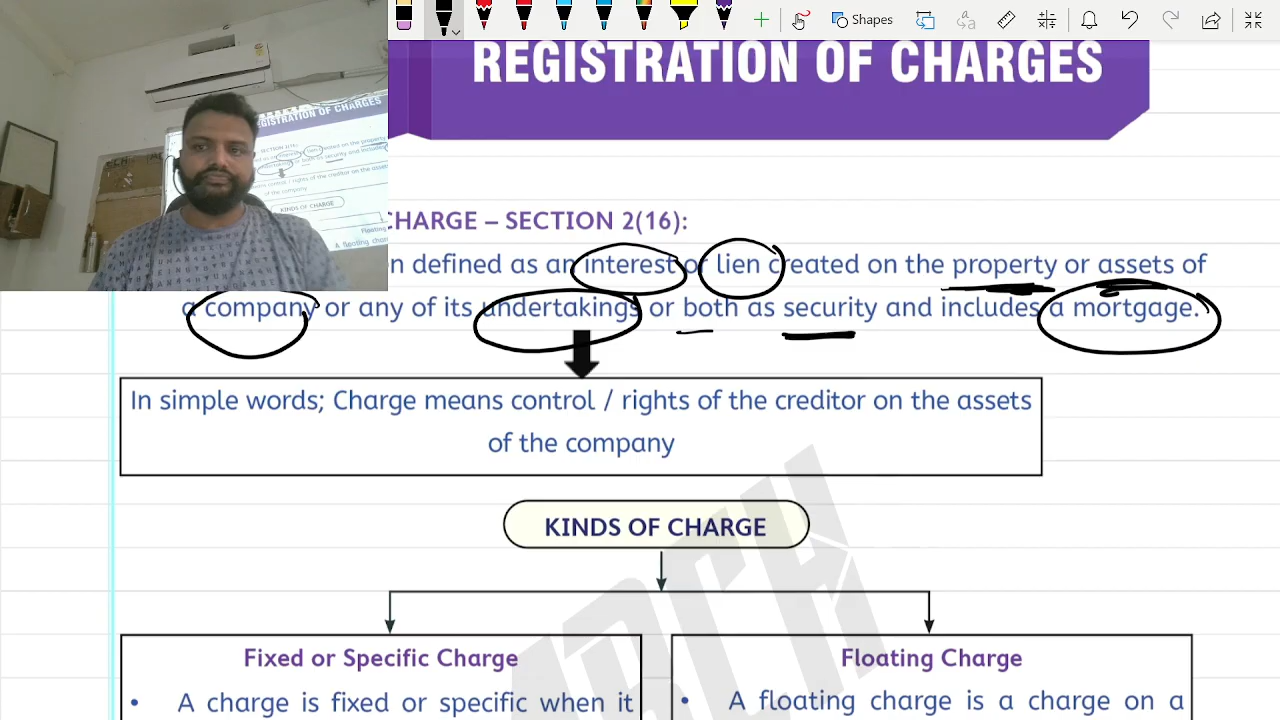 Shapes
REGISTRATION OF CHARGES
CHARGE – SECTION 2(16):
n defined as an interest or lien created on the property or assets of
a company or any of its undertakings or both as security and includes a mortgage.
In simple words; Charge means control / rights of the creditor on the assets
of the company
KINDS OF CHARGE
Fixed or Specific Charge
• A charge is fixed or specific when it
Floating Charge
• A floating charge is a charge on a